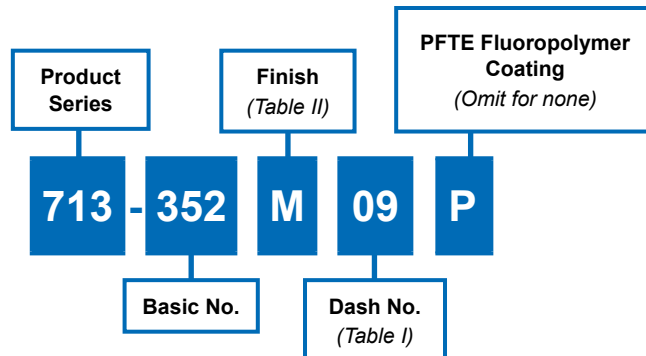 PFTE Fluoropolymer
Coating
(Omit for none)
Product
Series
Finish
(Table II)
713 - 352 M 09 P
Basic No.
Dash No.
(Table I)